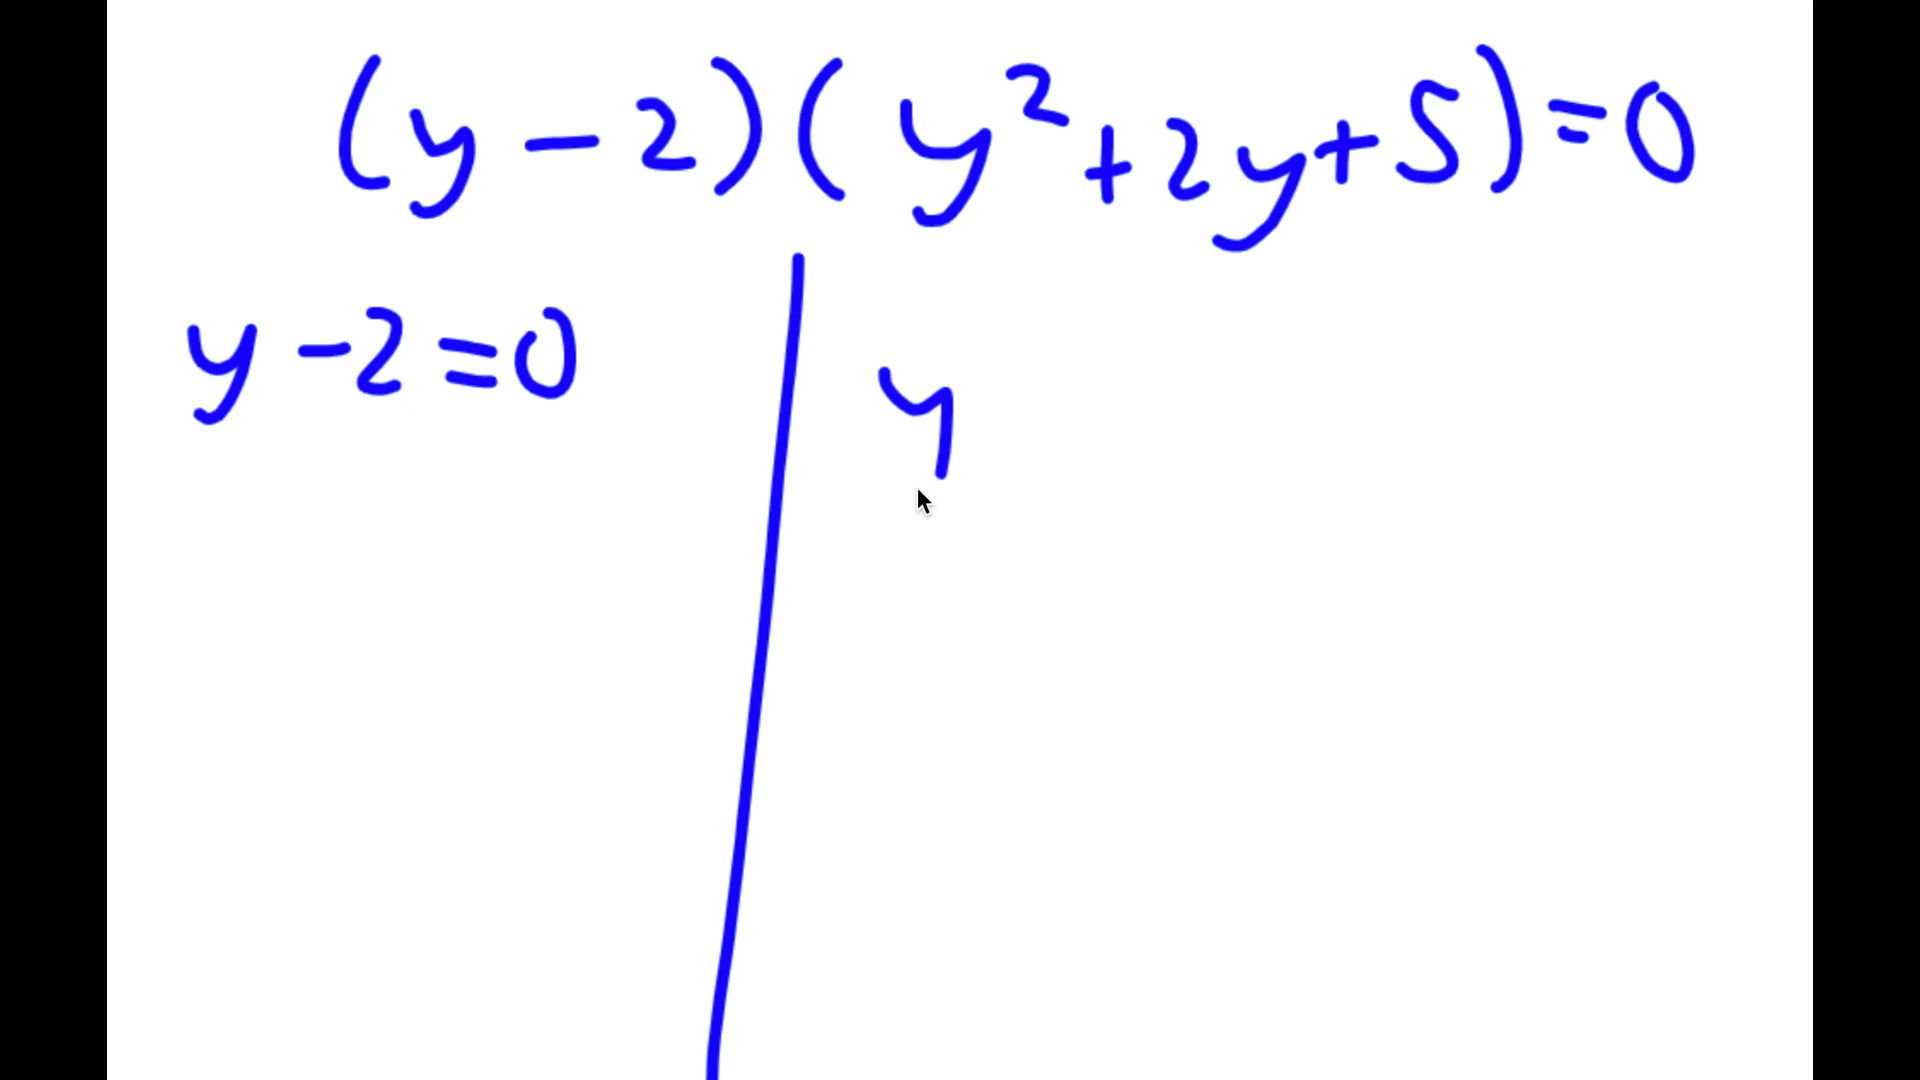 (y - 2)(y² + 2y + 5) = 0
y - 2 = 0
y